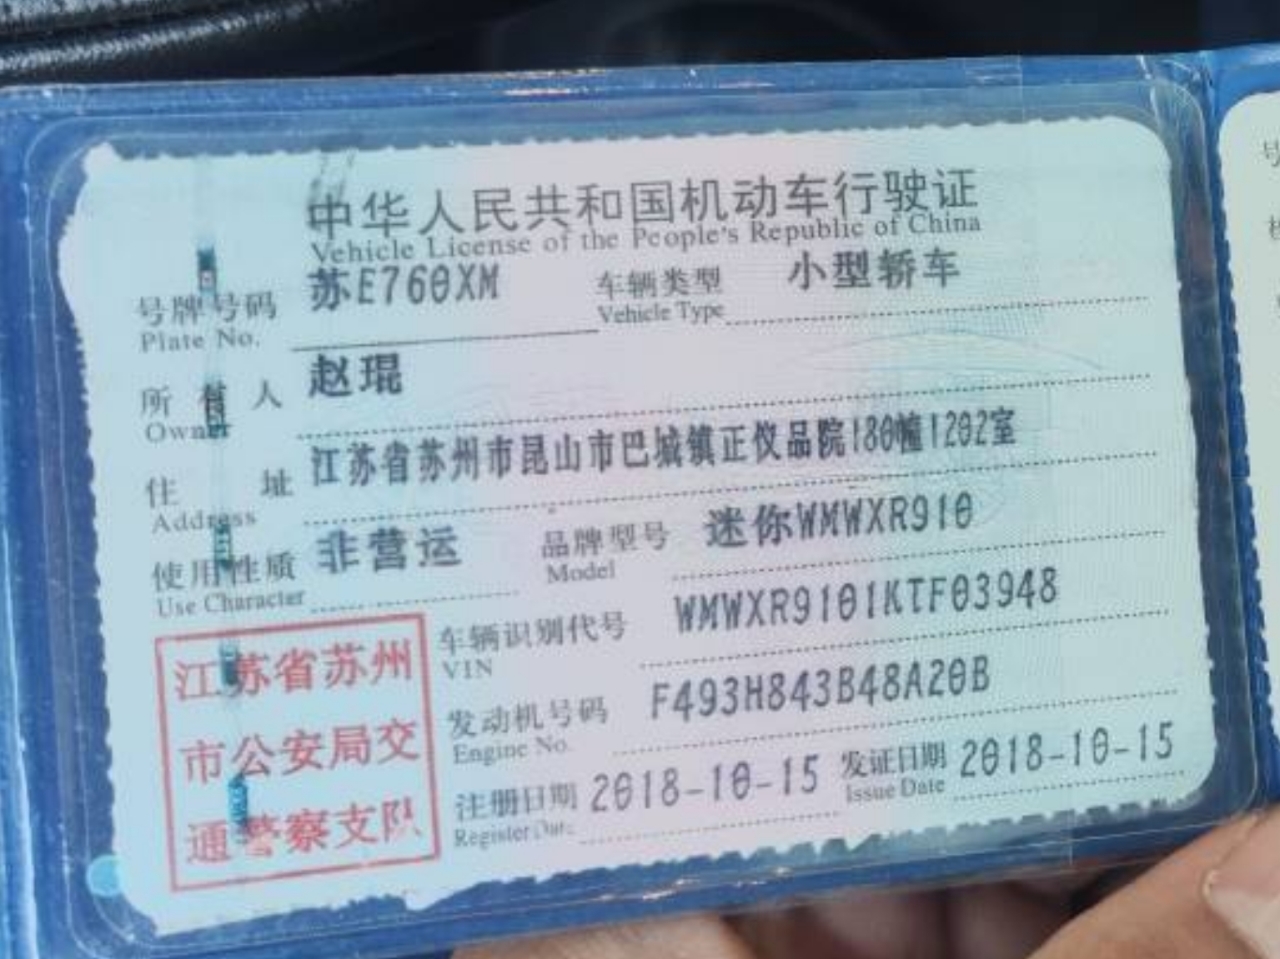 中华人民共和国机动车行驶证
Vehicle License of the People's Republic of China
号牌号码 苏E760XM 车辆类型 小型轿车
Plate No. Vehicle Type
所有人 赵琨
Owner
住址 江苏省苏州市昆山市巴城镇正仪品院180幢1202室
Address
使用性质 非营运 品牌型号 迷你WMWXR910
Use Character Model
车辆识别代号 WMWXR9101KTF03948
VIN
发动机号码 F493H843B48A20B
Engine No.
注册日期 2018-10-15 发证日期 2018-10-15
Register Date Issue Date
江苏省苏州
市公安局交
通警察支队
号